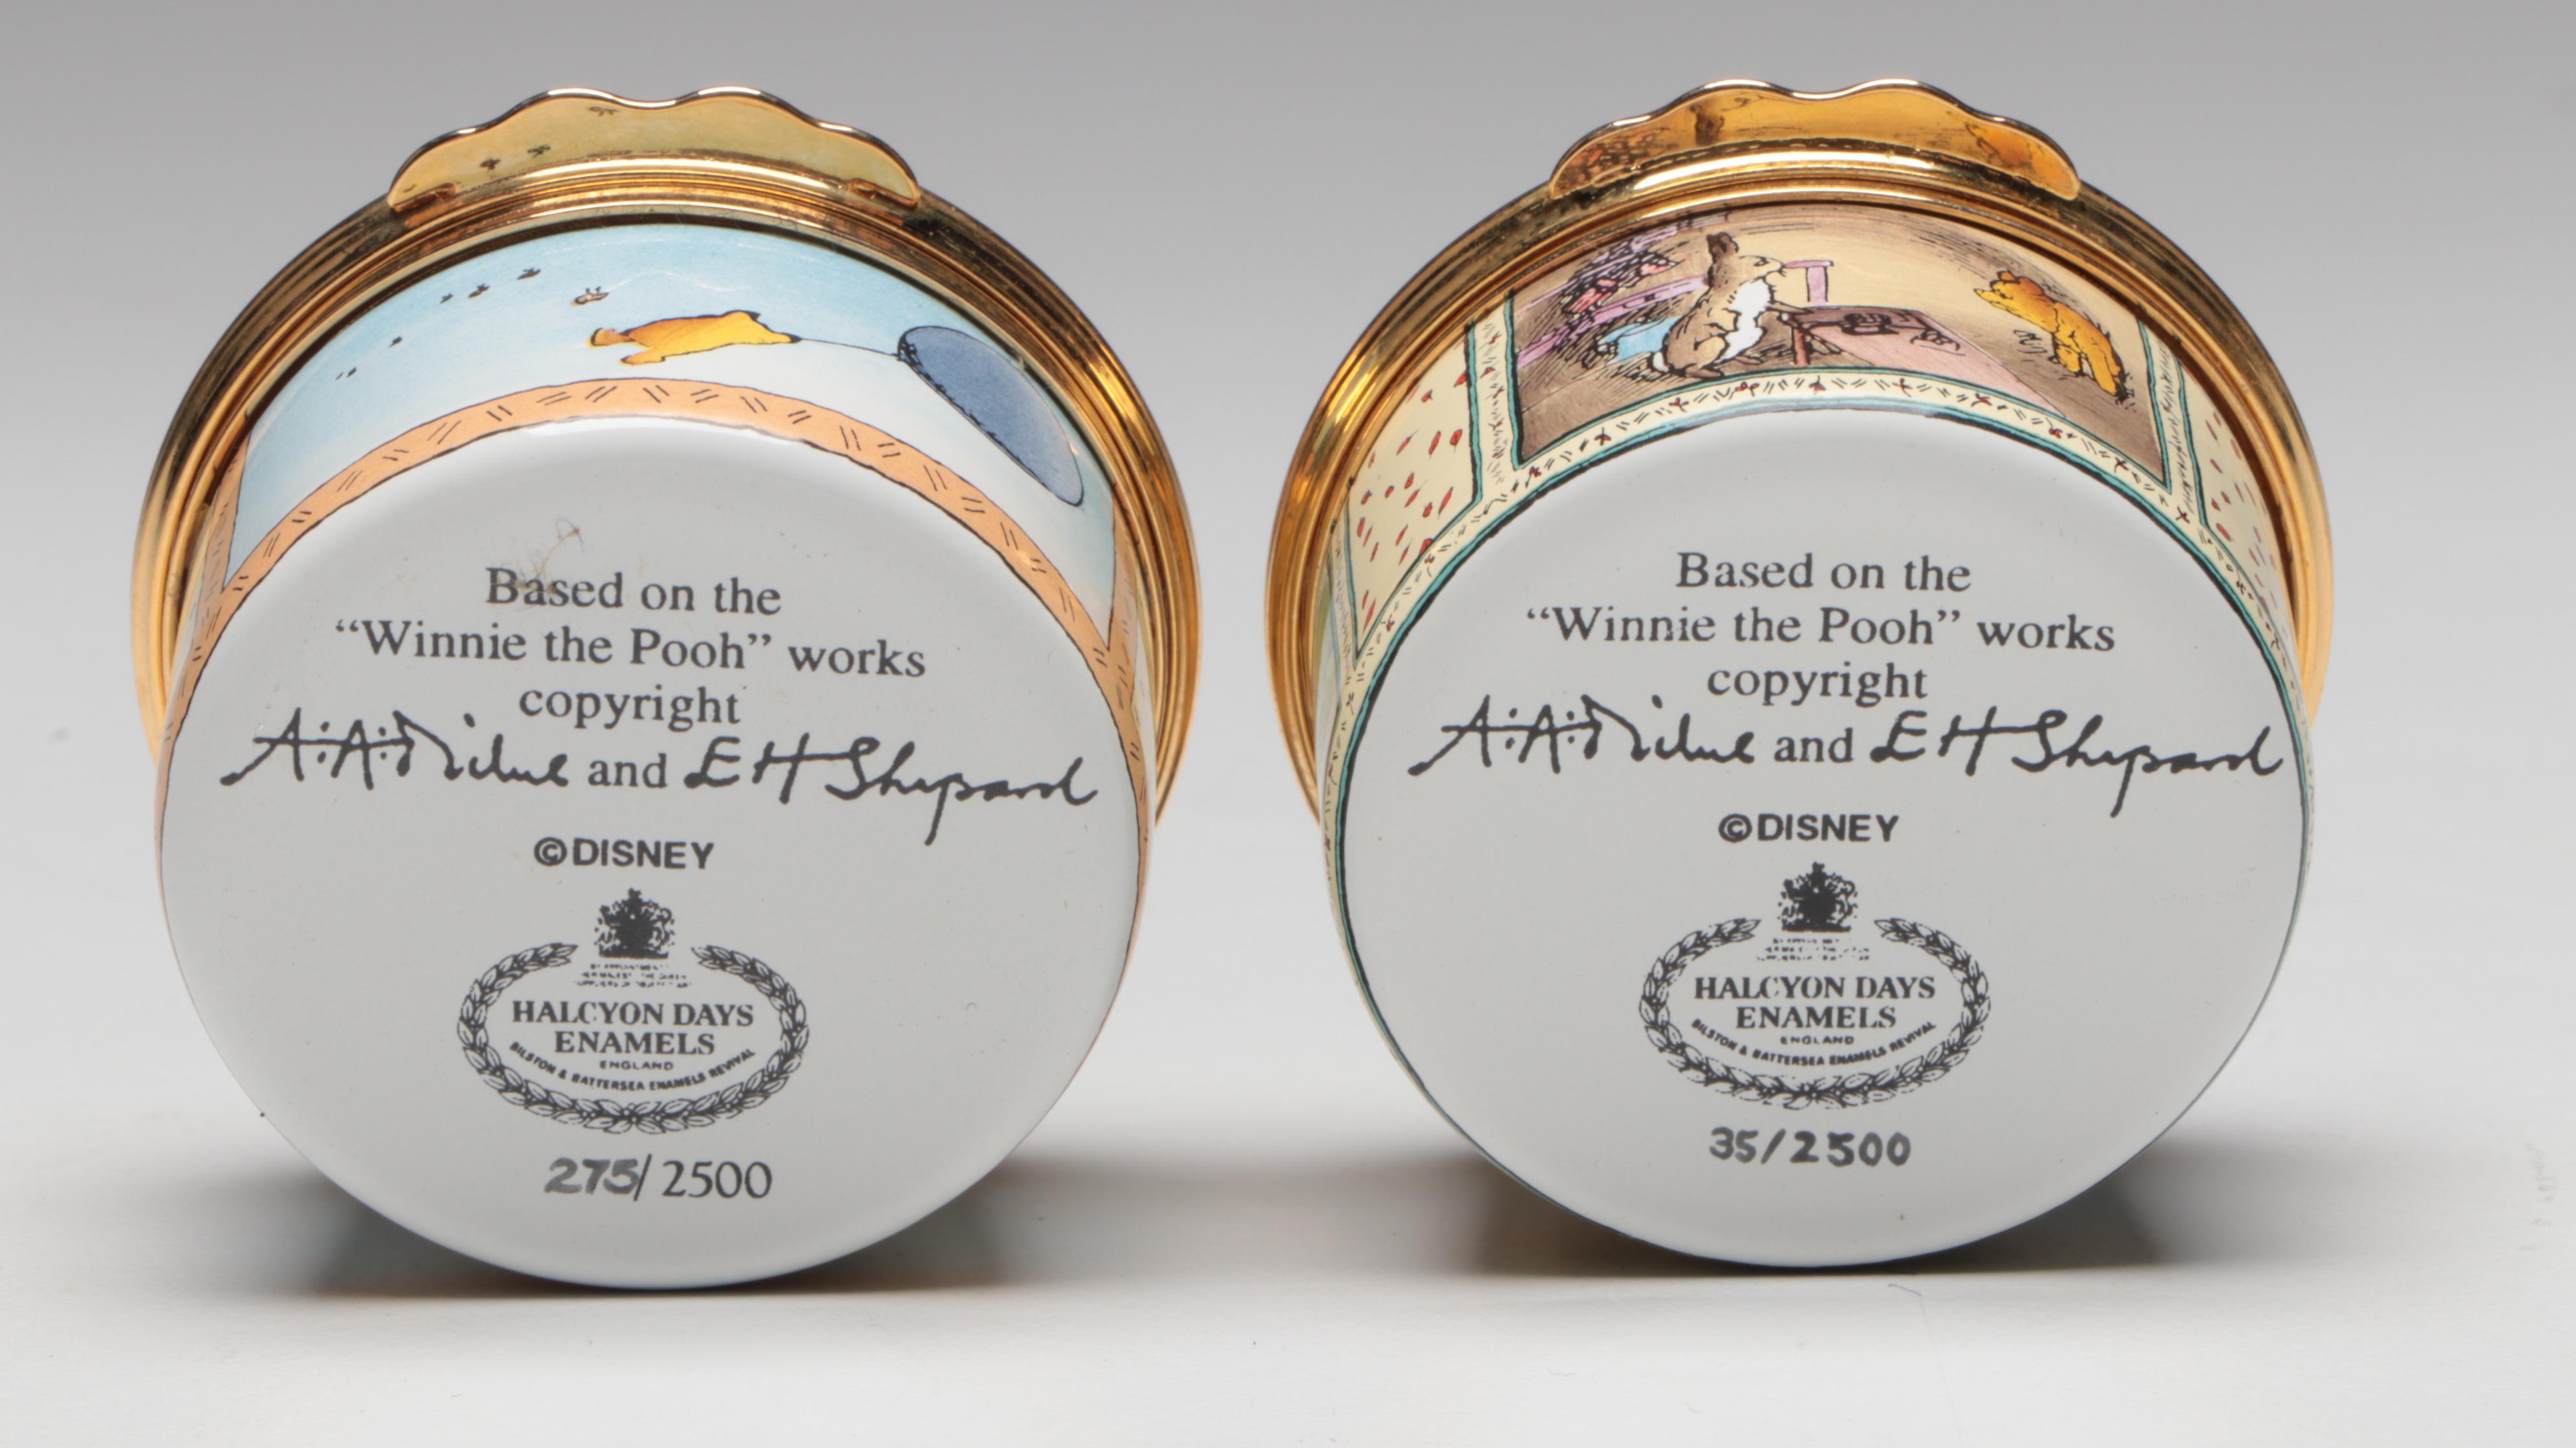 Based on the
“Winnie the Pooh” works
copyright
A.A.Milne and E H Shepard
©DISNEY
HALCYON DAYS
ENAMELS
ENGLAND
BILSTON & BATTERSEA ENAMELS REVIVAL
275/2500
Based on the
“Winnie the Pooh” works
copyright
A.A.Milne and E H Shepard
©DISNEY
HALCYON DAYS
ENAMELS
ENGLAND
BILSTON & BATTERSEA ENAMELS REVIVAL
35/2500